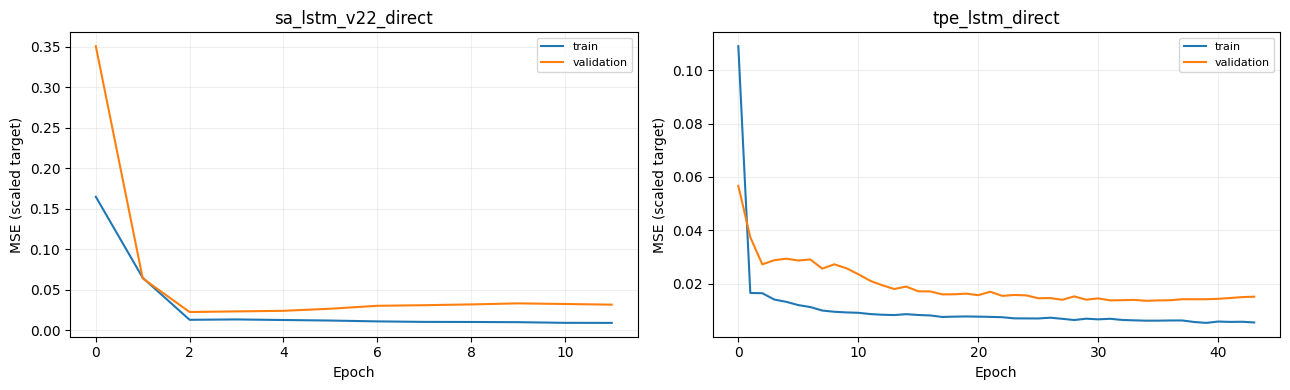 sa_lstm_v22_direct
MSE (scaled target)
0.35
0.30
0.25
0.20
0.15
0.10
0.05
0.00
train
validation
0 2 4 6 8 10
Epoch
tpe_lstm_direct
MSE (scaled target)
0.10
0.08
0.06
0.04
0.02
train
validation
0 10 20 30 40
Epoch